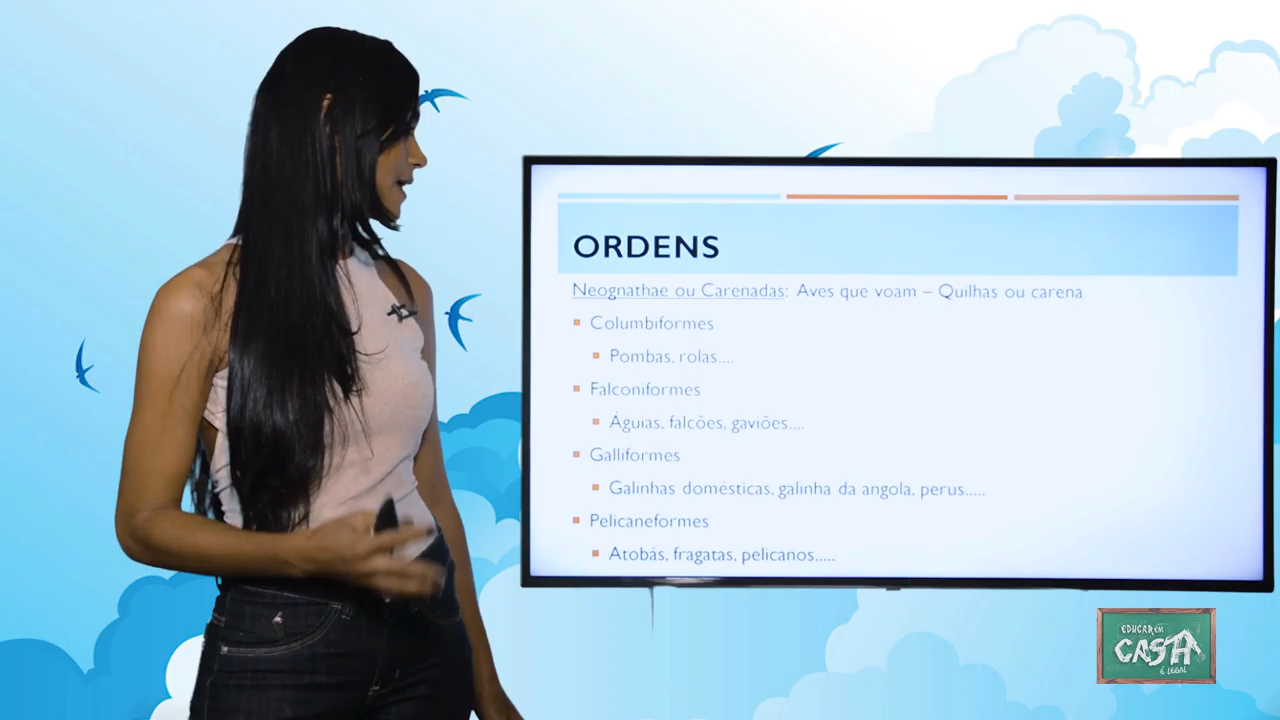 ORDENS
Neognathae ou Carenadas: Aves que voam – Quilhas ou carena
Columbiformes
Pombas, rolas....
Falconiformes
Águias, falcões, gaviões....
Galliformes
Galinhas domésticas, galinha da angola, perus.....
Pelicaneformes
Atobás, fragatas, pelicanos.....
EDUCAR EM
CASA
É LEGAL